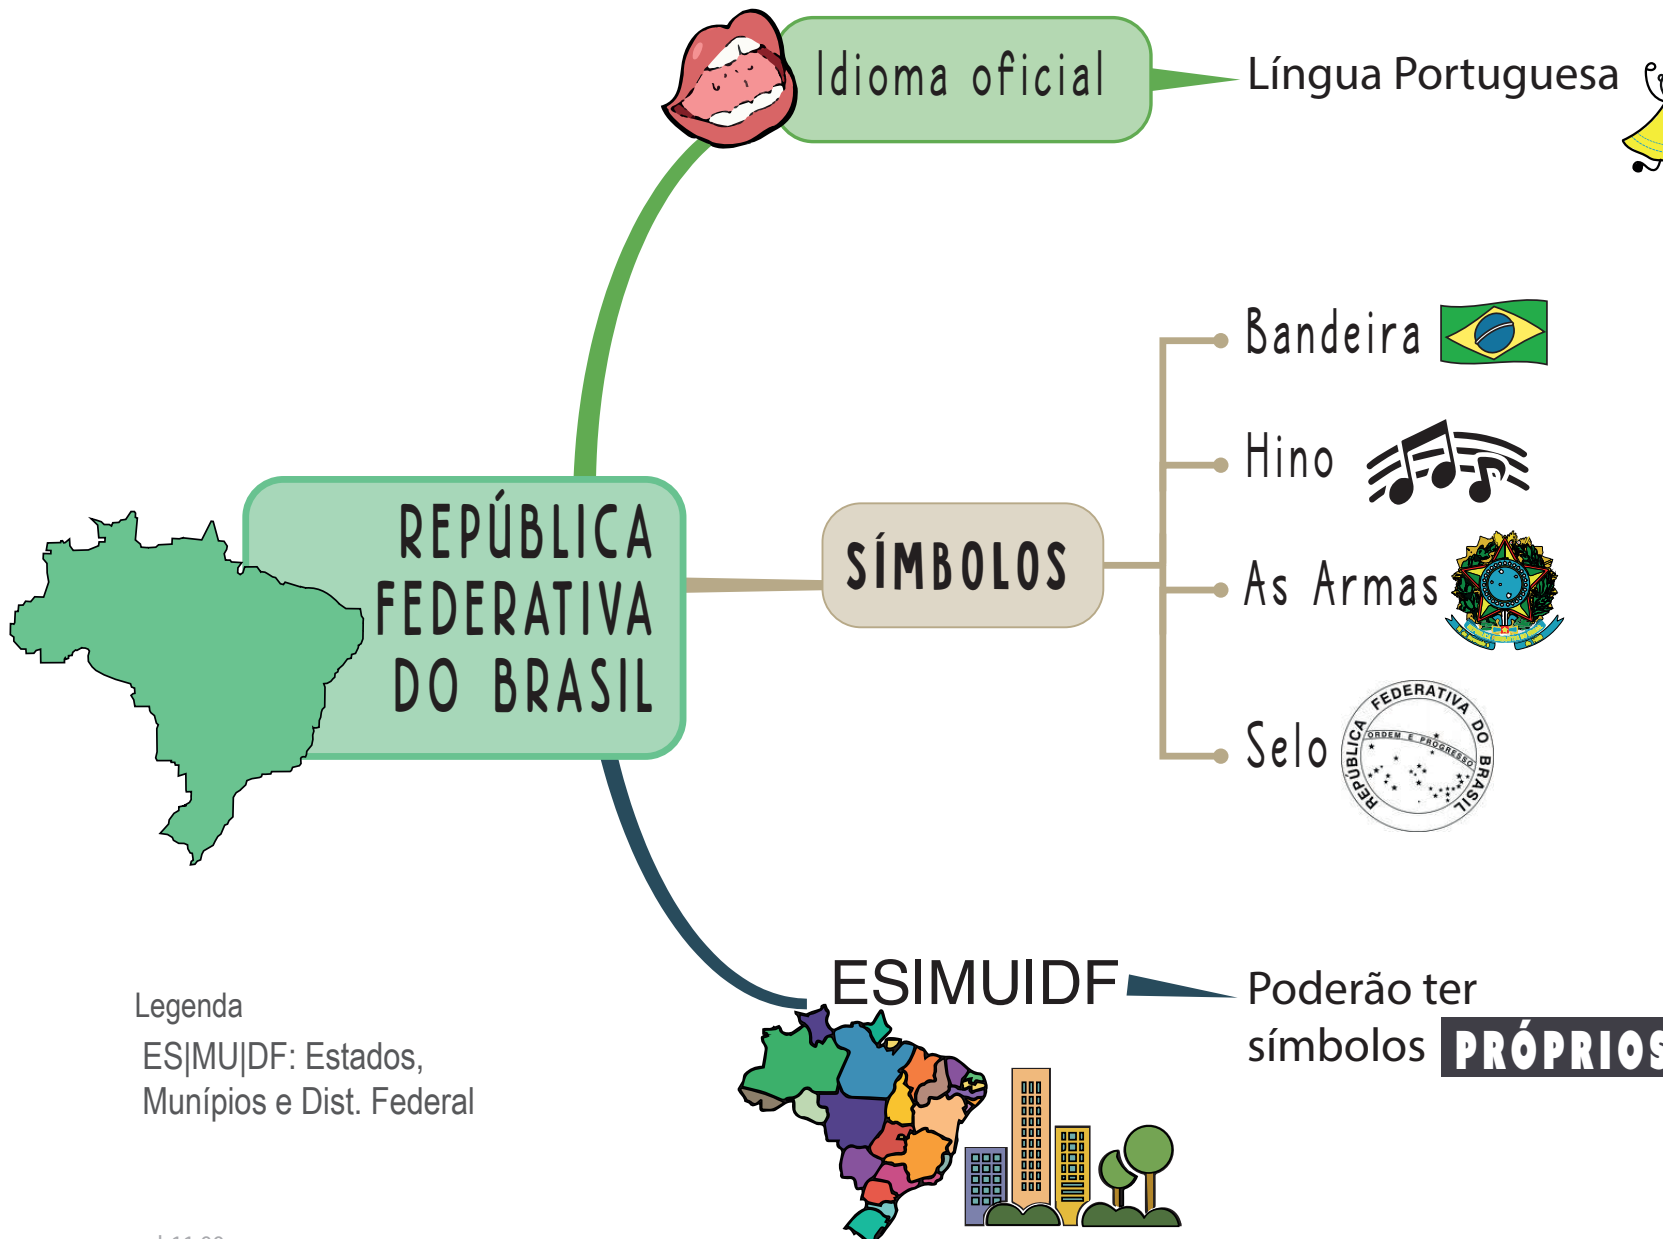 Idioma oficial
Língua Portuguesa
Bandeira
Hino
REPÚBLICA
FEDERATIVA
DO BRASIL
SÍMBOLOS
As Armas
Selo
REPÚBLICA FEDERATIVA DO BRASIL
ORDEM E PROGRESSO
ESIMUIDF
Poderão ter
símbolos PRÓPRIOS
Legenda
ES|MU|DF: Estados,
Munípios e Dist. Federal